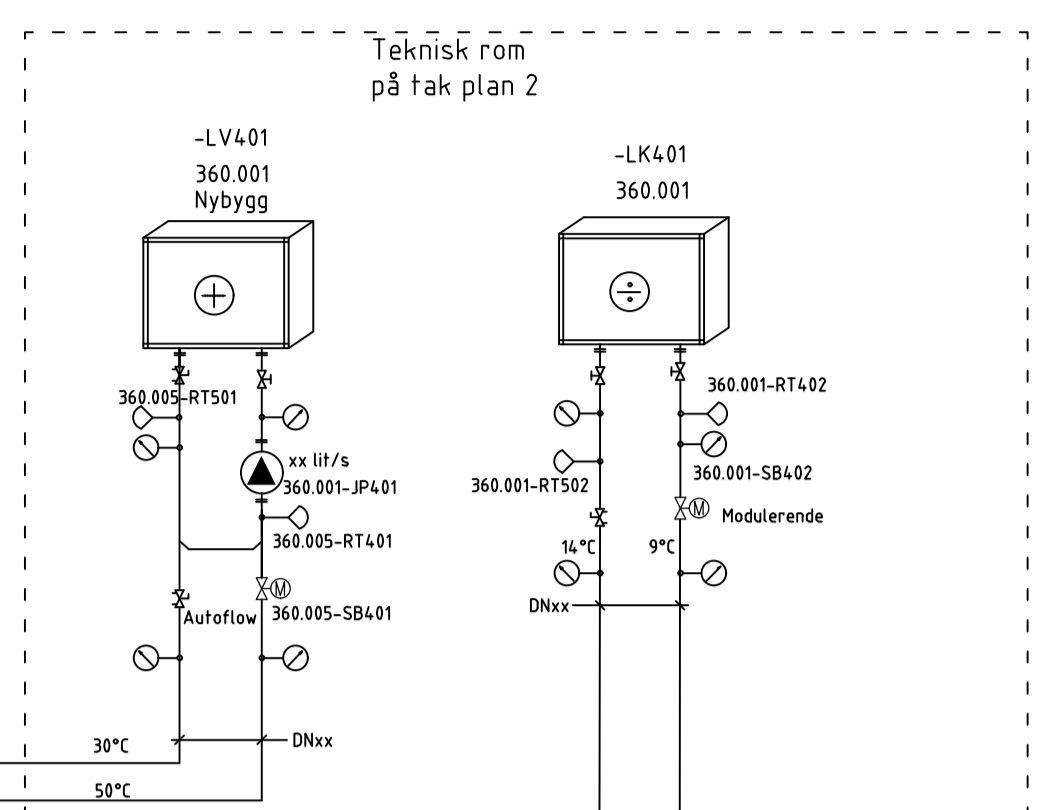 Teknisk rom
på tak plan 2
-LV401
360.001
Nybygg
-LK401
360.001
360.005-RT501
360.001-RT402
xx lit/s
360.001-JP401
360.001-SB402
360.001-RT502
M
Modulerende
360.005-RT401
14°C
9°C
M
DNxx
Autoflow
360.005-SB401
DNxx
30°C
50°C